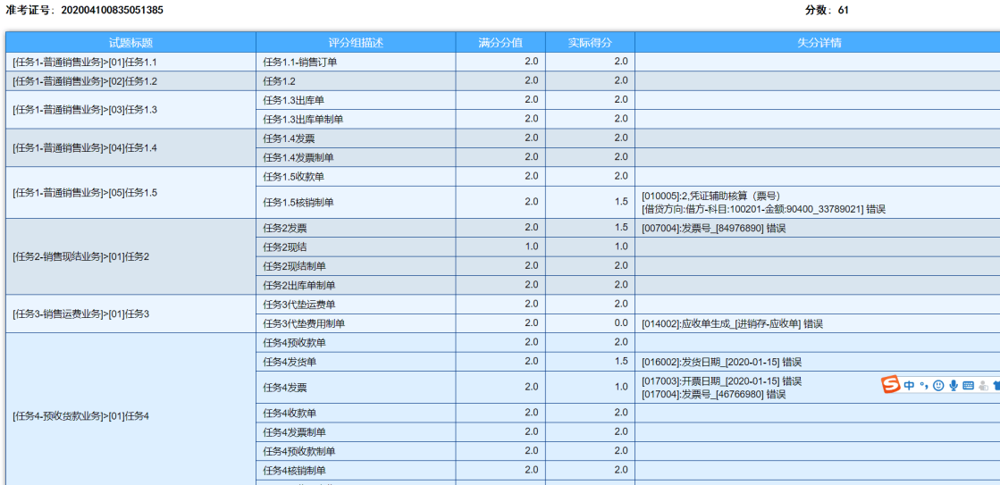 准考证号：202004100835051385 分数：61
试题标题 评分组描述 满分分值 实际得分 失分详情
[任务1-普通销售业务]>[01]任务1.1 任务1.1-销售订单 2.0 2.0
[任务1-普通销售业务]>[02]任务1.2 任务1.2 2.0 2.0
[任务1-普通销售业务]>[03]任务1.3 任务1.3出库单 2.0 2.0
任务1.3出库单制单 2.0 2.0
[任务1-普通销售业务]>[04]任务1.4 任务1.4发票 2.0 2.0
任务1.4发票制单 2.0 2.0
[任务1-普通销售业务]>[05]任务1.5 任务1.5收款单 2.0 2.0
任务1.5核销制单 2.0 1.5 [010005]:2,凭证辅助核算（票号）
[借贷方向:借方-科目:100201-金额:90400_33789021] 错误
[任务2-销售现结业务]>[01]任务2 任务2发票 2.0 1.5 [007004]:发票号_[84976890] 错误
任务2现结 1.0 1.0
任务2现结制单 2.0 2.0
任务2出库单制单 2.0 2.0
[任务3-销售运费业务]>[01]任务3 任务3代垫运费单 2.0 2.0
任务3代垫费用制单 2.0 0.0 [014002]:应收单生成_[进销存-应收单] 错误
[任务4-预收货款业务]>[01]任务4 任务4预收款单 2.0 2.0
任务4发货单 2.0 1.5 [016002]:发货日期_[2020-01-15] 错误
任务4发票 2.0 1.0 [017003]:开票日期_[2020-01-15] 错误
[017004]:发票号_[46766980] 错误
中
任务4收款单 2.0 2.0
任务4发票制单 2.0 2.0
任务4预收款制单 2.0 2.0
任务4核销制单 2.0 2.0